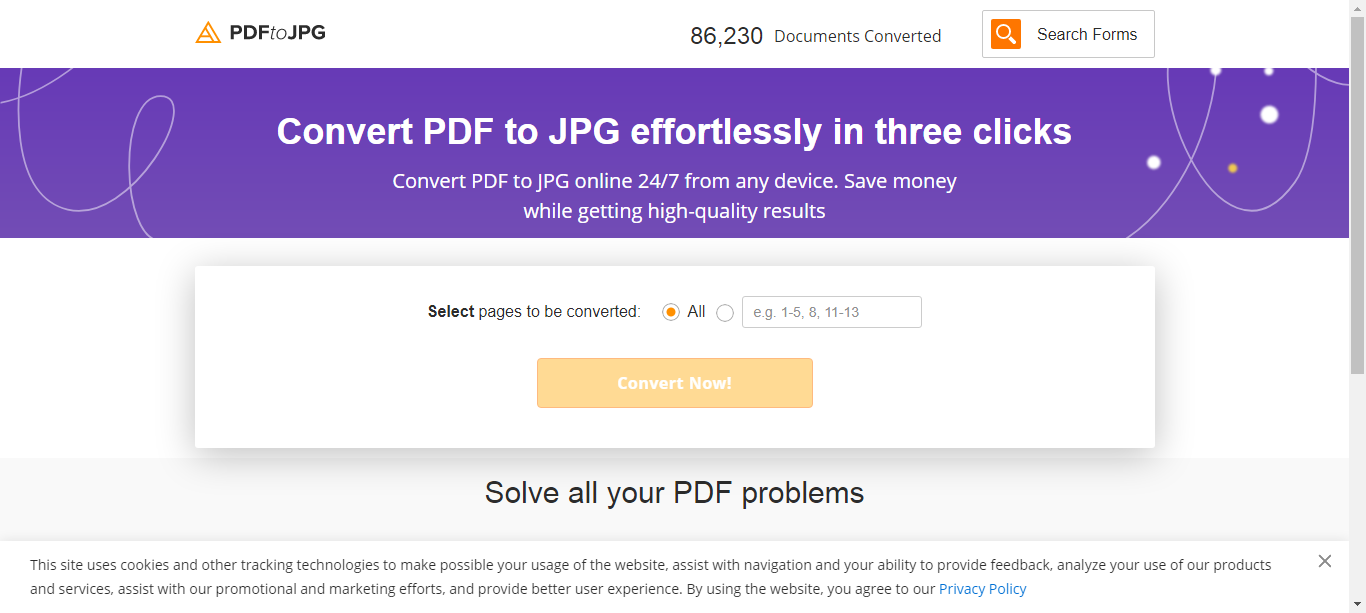 PDFtoJPG
86,230 Documents Converted
Search Forms
Convert PDF to JPG effortlessly in three clicks
Convert PDF to JPG online 24/7 from any device. Save money
while getting high-quality results
Select pages to be converted: All e.g. 1-5, 8, 11-13
Convert Now!
Solve all your PDF problems
This site uses cookies and other tracking technologies to make possible your usage of the website, assist with navigation and your ability to provide feedback, analyze your use of our products
and services, assist with our promotional and marketing efforts, and provide better user experience. By using the website, you agree to our Privacy Policy